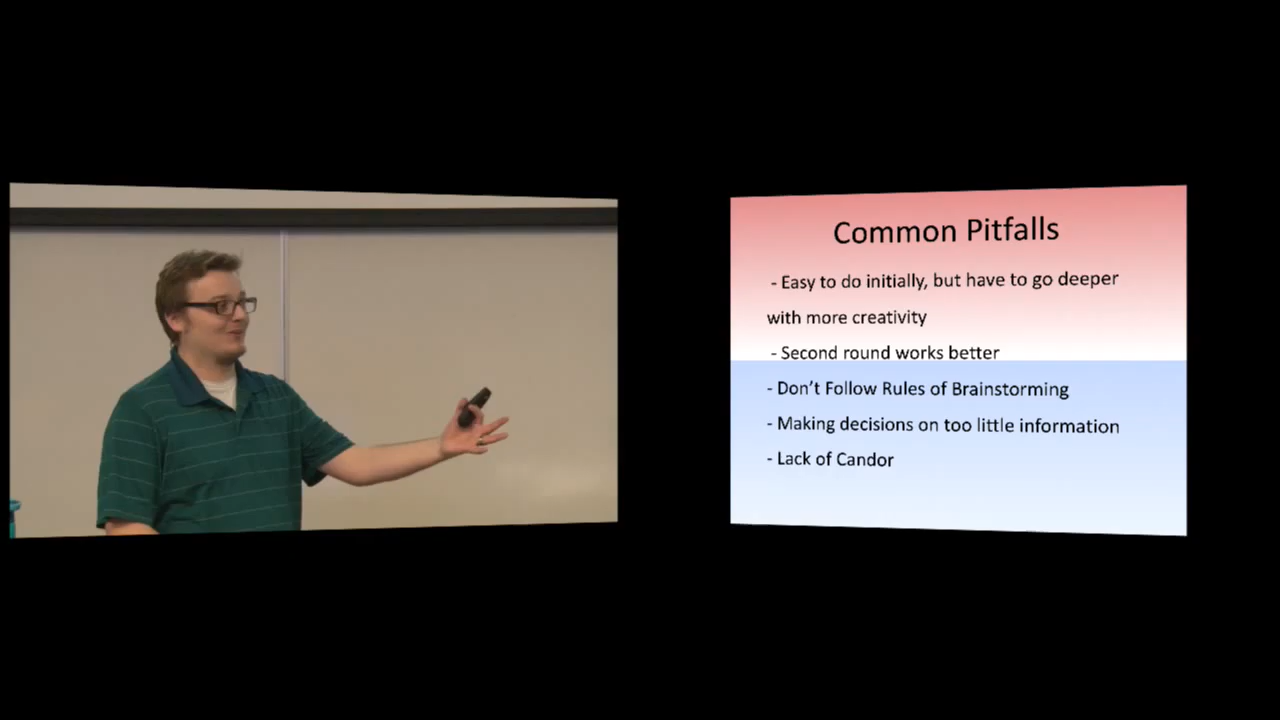 Common Pitfalls
- Easy to do initially, but have to go deeper
with more creativity
- Second round works better
- Don’t Follow Rules of Brainstorming
- Making decisions on too little information
- Lack of Candor